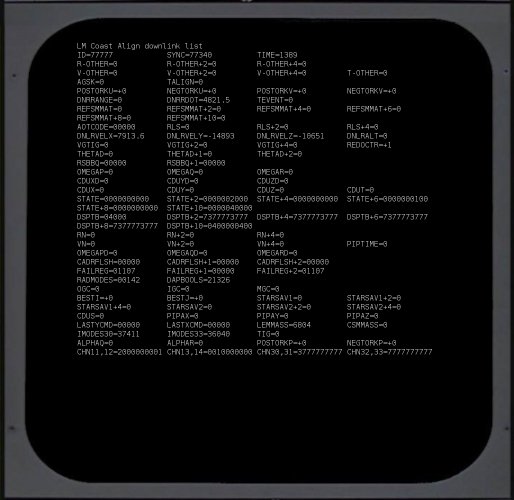 LM Coast Align downlink list
ID=77777 SYNC=77340 TIME=1389
R-OTHER=0 R-OTHER+2=0 R-OTHER+4=0
V-OTHER=0 V-OTHER+2=0 V-OTHER+4=0 T-OTHER=0
AGSK=0 TALIGN=0
POSTORKU=+0 NEGTORKU=+0 POSTORKV=+0 NEGTORKV=+0
DNRRANGE=0 DNRRDOT=4821.5 TEVENT=0
REFSMMAT=0 REFSMMAT+2=0 REFSMMAT+4=0 REFSMMAT+6=0
REFSMMAT+8=0 REFSMMAT+10=0
AOTCODE=00000 RLS=0 RLS+2=0 RLS+4=0
DNLRVELX=7913.6 DNLRVELY=-14893 DNLRVELZ=-10651 DNLRALT=0
VGTIG=0 VGTIG+2=0 VGTIG+4=0 REDOCTR=+1
THETAD=0 THETAD+1=0 THETAD+2=0
RSBBQ=00000 RSBBQ+1=00000
OMEGAP=0 OMEGAQ=0 OMEGAR=0
CDUXD=0 CDUYD=0 CDUZD=0
CDUX=0 CDUY=0 CDUZ=0 CDUT=0
STATE=0000000000 STATE+2=0000002000 STATE+4=0000000000 STATE+6=0000000100
STATE+8=0000000000 STATE+10=0000040000
DSPTB=04000 DSPTB+2=7377773777 DSPTB+4=7377773777 DSPTB+6=7377773777
DSPTB+8=7377773777 DSPTB+10=0400000400
RN=0 RN+2=0 RN+4=0
VN=0 VN+2=0 VN+4=0 PIPTIME=0
OMEGAPD=0 OMEGAQD=0 OMEGARD=0
CADRFLSH=00000 CADRFLSH+1=00000 CADRFLSH+2=00000
FAILREG=01107 FAILREG+1=00000 FAILREG+2=01107
RADMODES=00142 DAPBOOLS=21326
OGC=0 IGC=0 MGC=0
BESTI=+0 BESTJ=+0 STARSAV1=0 STARSAV1+2=0
STARSAV1+4=0 STARSAV2=0 STARSAV2+2=0 STARSAV2+4=0
CDUS=0 PIPAX=0 PIPAY=0 PIPAZ=0
LASTYCMD=00000 LASTXCMD=00000 LEMMASS=6804 CSMMASS=0
IMODES30=37411 IMODES33=36040 TIG=0
ALPHAQ=0 ALPHAR=0 POSTORKP=+0 NEGTORKP=+0
CHN11,12=2000000001 CHN13,14=0010000000 CHN30,31=3777777777 CHN32,33=7777777777